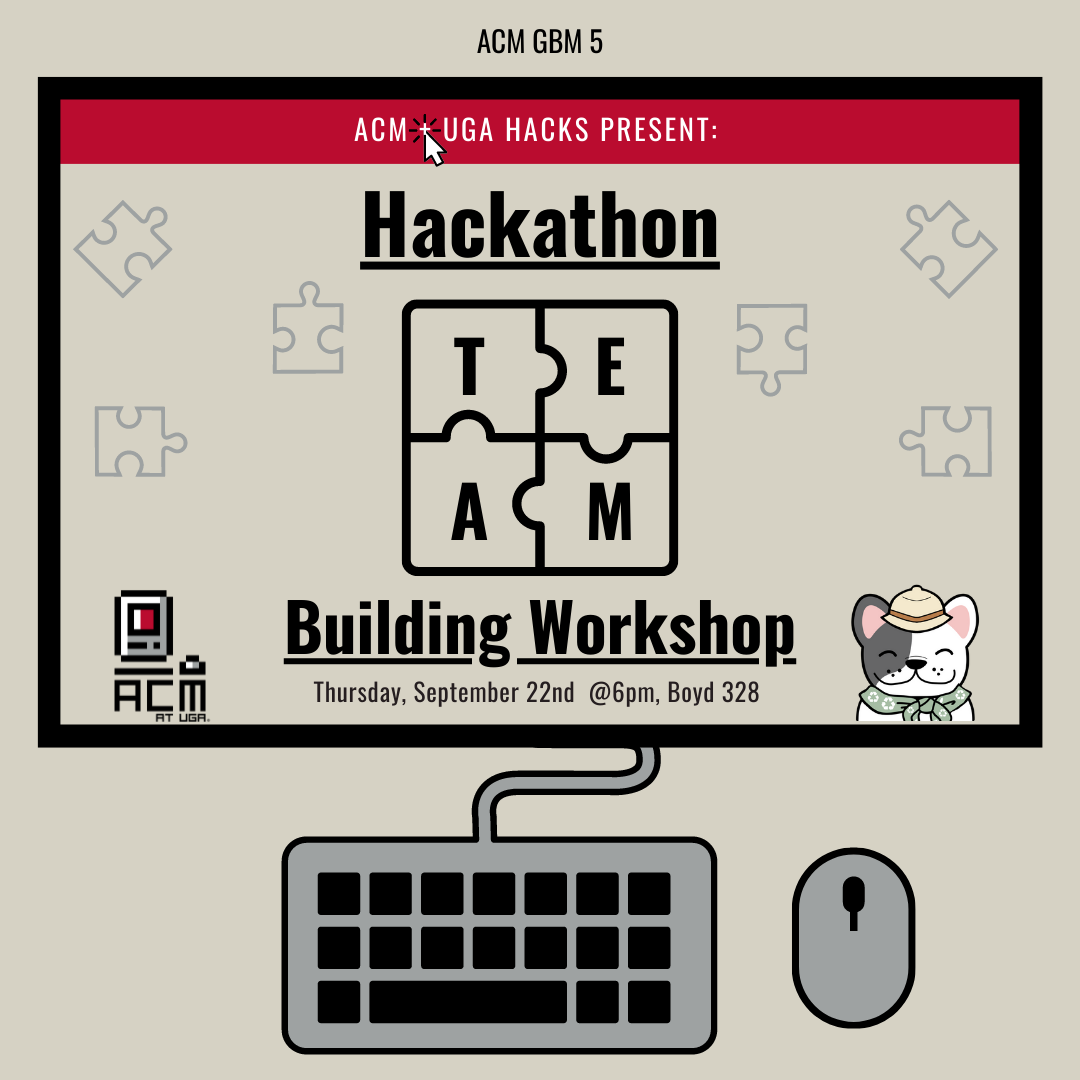 ACM GBM 5
ACM + UGA HACKS PRESENT:
Hackathon
T E
A M
Building Workshop
Thursday, September 22nd @6pm, Boyd 328
ACM
AT UGA.